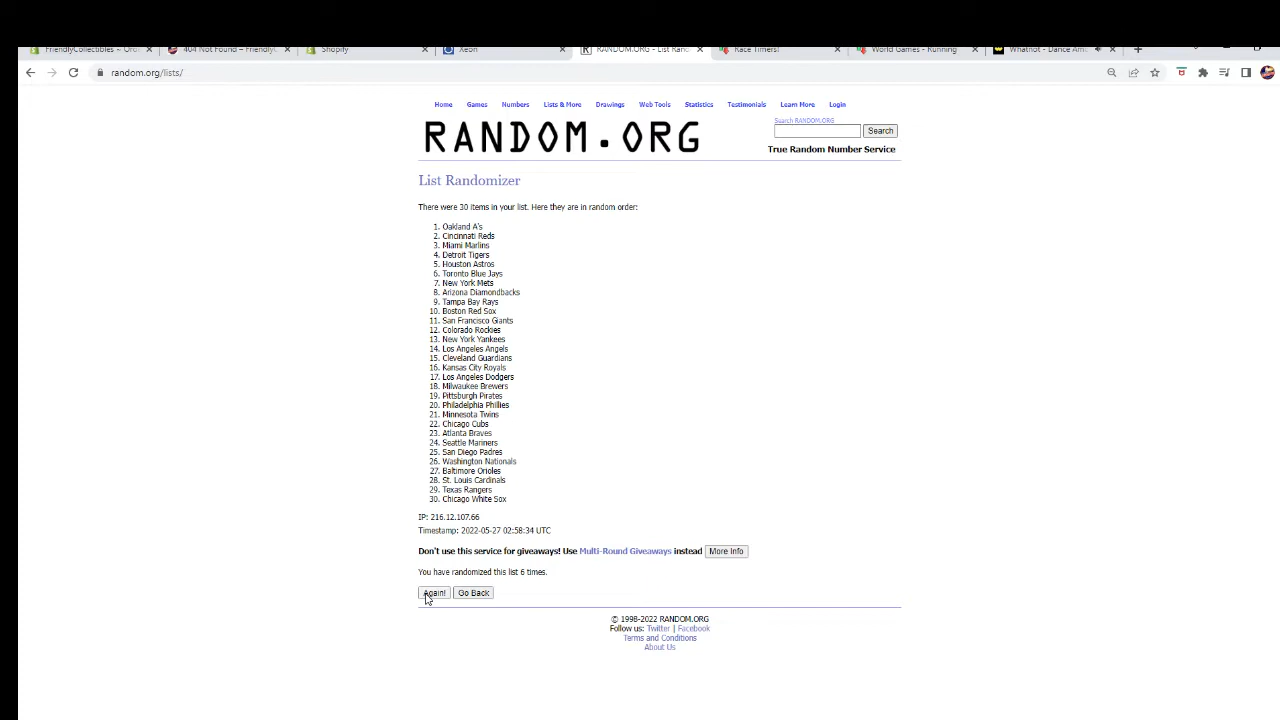 FriendlyCollectibles ~ Or
404 Not Found – Friendly
Shopify
Xeon
RANDOM.ORG - List Rand
Race Timers!
World Games - Running
Whatnot - Dance
random.org/lists/
Home Games Numbers Lists & More Drawings Web Tools Statistics Testimonials Learn More Login
RANDOM.ORG
Search RANDOM.ORG
Search
True Random Number Service
List Randomizer
There were 30 items in your list. Here they are in random order:
1. Oakland A's
2. Cincinnati Reds
3. Miami Marlins
4. Detroit Tigers
5. Houston Astros
6. Toronto Blue Jays
7. New York Mets
8. Arizona Diamondbacks
9. Tampa Bay Rays
10. Boston Red Sox
11. San Francisco Giants
12. Colorado Rockies
13. New York Yankees
14. Los Angeles Angels
15. Cleveland Guardians
16. Kansas City Royals
17. Los Angeles Dodgers
18. Milwaukee Brewers
19. Pittsburgh Pirates
20. Philadelphia Phillies
21. Minnesota Twins
22. Chicago Cubs
23. Atlanta Braves
24. Seattle Mariners
25. San Diego Padres
26. Washington Nationals
27. Baltimore Orioles
28. St. Louis Cardinals
29. Texas Rangers
30. Chicago White Sox
IP: 216.12.107.66
Timestamp: 2022-05-27 02:58:34 UTC
Don't use this service for giveaways! Use Multi-Round Giveaways instead More Info
You have randomized this list 6 times.
Again! Go Back
© 1998-2022 RANDOM.ORG
Follow us: Twitter | Facebook
Terms and Conditions
About Us